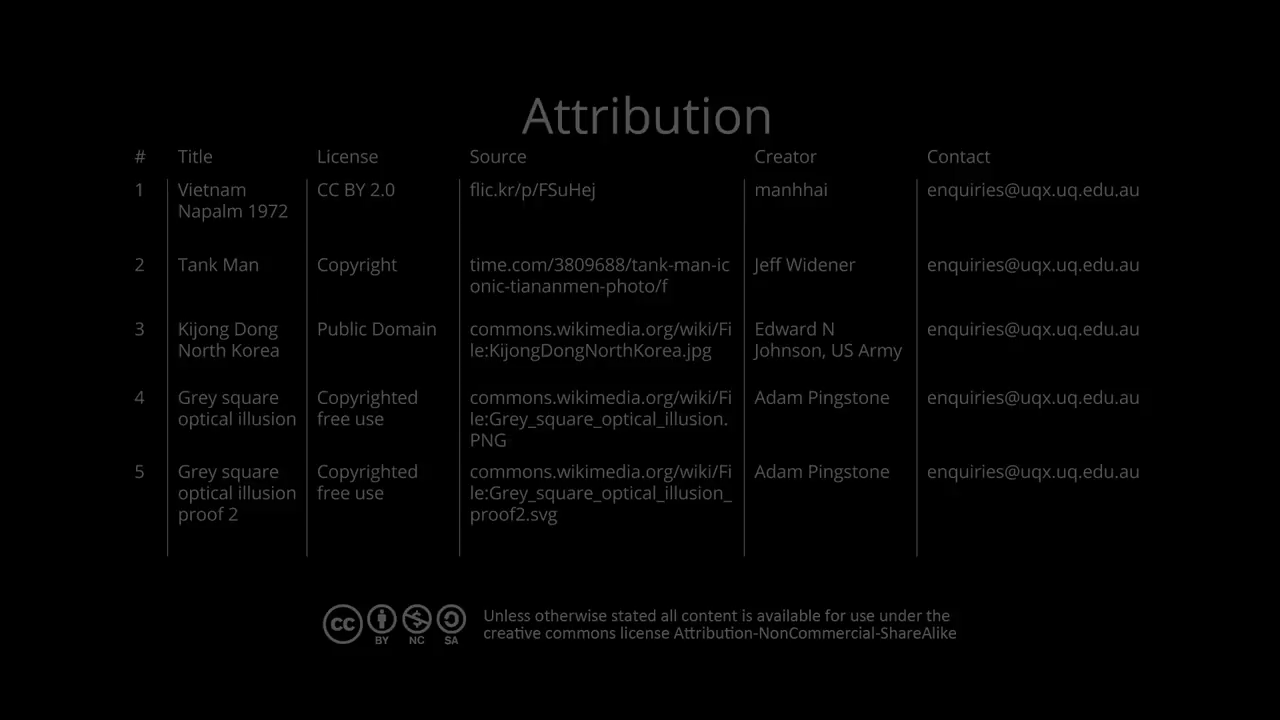 Attribution
# Title License Source Creator Contact
1 Vietnam CC BY 2.0 flic.kr/p/FSuHej manhhai enquiries@uqx.uq.edu.au
Napalm 1972
2 Tank Man Copyright time.com/3809688/tank-man-ic Jeff Widener enquiries@uqx.uq.edu.au
onic-tiananmen-photo/f
3 Kijong Dong Public Domain commons.wikimedia.org/wiki/Fi Edward N enquiries@uqx.uq.edu.au
North Korea le:KijongDongNorthKorea.jpg Johnson, US Army
4 Grey square Copyrighted commons.wikimedia.org/wiki/Fi Adam Pingstone enquiries@uqx.uq.edu.au
optical illusion free use le:Grey_square_optical_illusion.
PNG
5 Grey square Copyrighted commons.wikimedia.org/wiki/Fi Adam Pingstone enquiries@uqx.uq.edu.au
optical illusion free use le:Grey_square_optical_illusion_
proof 2 proof2.svg
cc BY NC SA
Unless otherwise stated all content is available for use under the
creative commons license Attribution-NonCommercial-ShareAlike